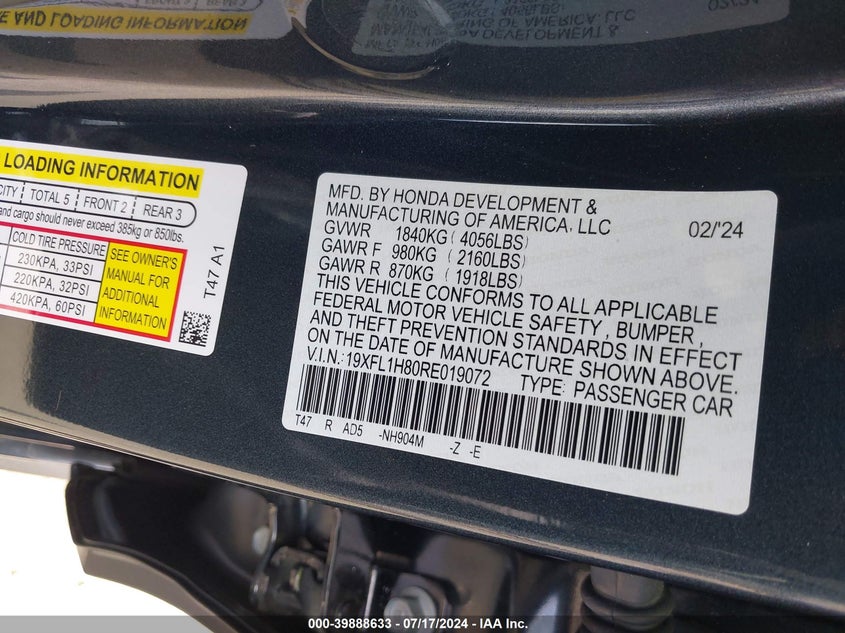 LOADING INFORMATION
CITY TOTAL 5 FRONT 2 REAR 3
and cargo should never exceed 385kg or 850lbs.
COLD TIRE PRESSURE
230KPA, 33PSI
220KPA, 32PSI
420KPA, 60PSI
SEE OWNER'S
MANUAL FOR
ADDITIONAL
INFORMATION
T47 A1
MFD. BY HONDA DEVELOPMENT &
MANUFACTURING OF AMERICA, LLC 02/'24
GVWR 1840KG ( 4056LBS)
GAWR F 980KG ( 2160LBS)
GAWR R 870KG ( 1918LBS)
THIS VEHICLE CONFORMS TO ALL APPLICABLE
FEDERAL MOTOR VEHICLE SAFETY, BUMPER,
AND THEFT PREVENTION STANDARDS IN EFFECT
ON THE DATE OF MANUFACTURE SHOWN ABOVE.
V.I.N.: 19XFL1H80RE019072 TYPE: PASSENGER CAR
T47 R AD5 -NH904M -Z -E
000-39888633 / 07/17/2024 - IAA Inc.